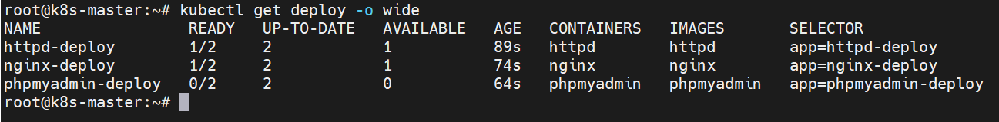 root@k8s-master:~# kubectl get deploy -o wide
NAME                READY   UP-TO-DATE   AVAILABLE   AGE   CONTAINERS   IMAGES       SELECTOR
httpd-deploy        1/2     2            1           89s   httpd        httpd        app=httpd-deploy
nginx-deploy        1/2     2            1           74s   nginx        nginx        app=nginx-deploy
phpmyadmin-deploy   0/2     2            0           64s   phpmyadmin   phpmyadmin   app=phpmyadmin-deploy
root@k8s-master:~#